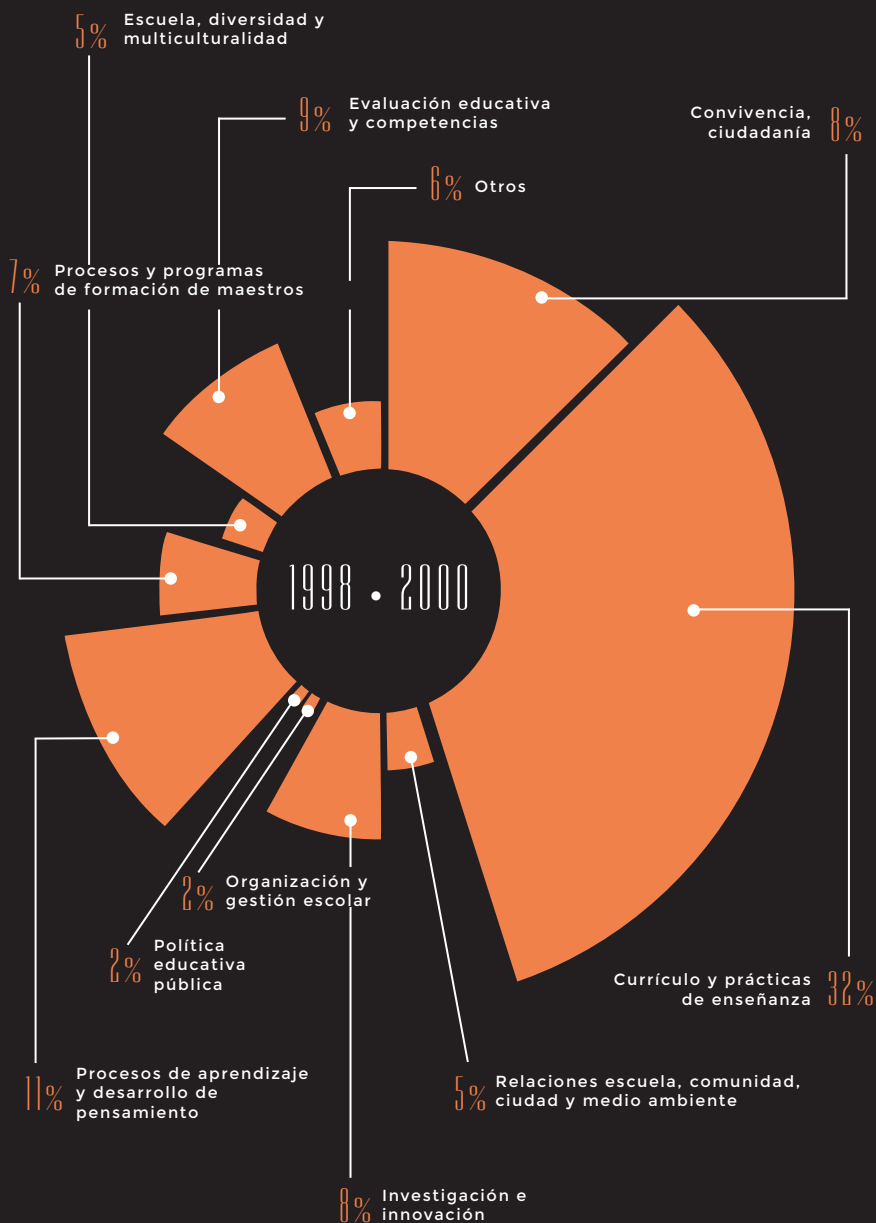 5% Escuela, diversidad y
multiculturalidad
9% Evaluación educativa
y competencias
Convivencia,
ciudadanía 8%
6% Otros
7% Procesos y programas
de formación de maestros
1998 • 2000
2% Organización y
gestión escolar
2% Política
educativa
pública
Currículo y prácticas
de enseñanza 32%
11% Procesos de aprendizaje
y desarrollo de
pensamiento
5% Relaciones escuela, comunidad,
ciudad y medio ambiente
8% Investigación e
innovación